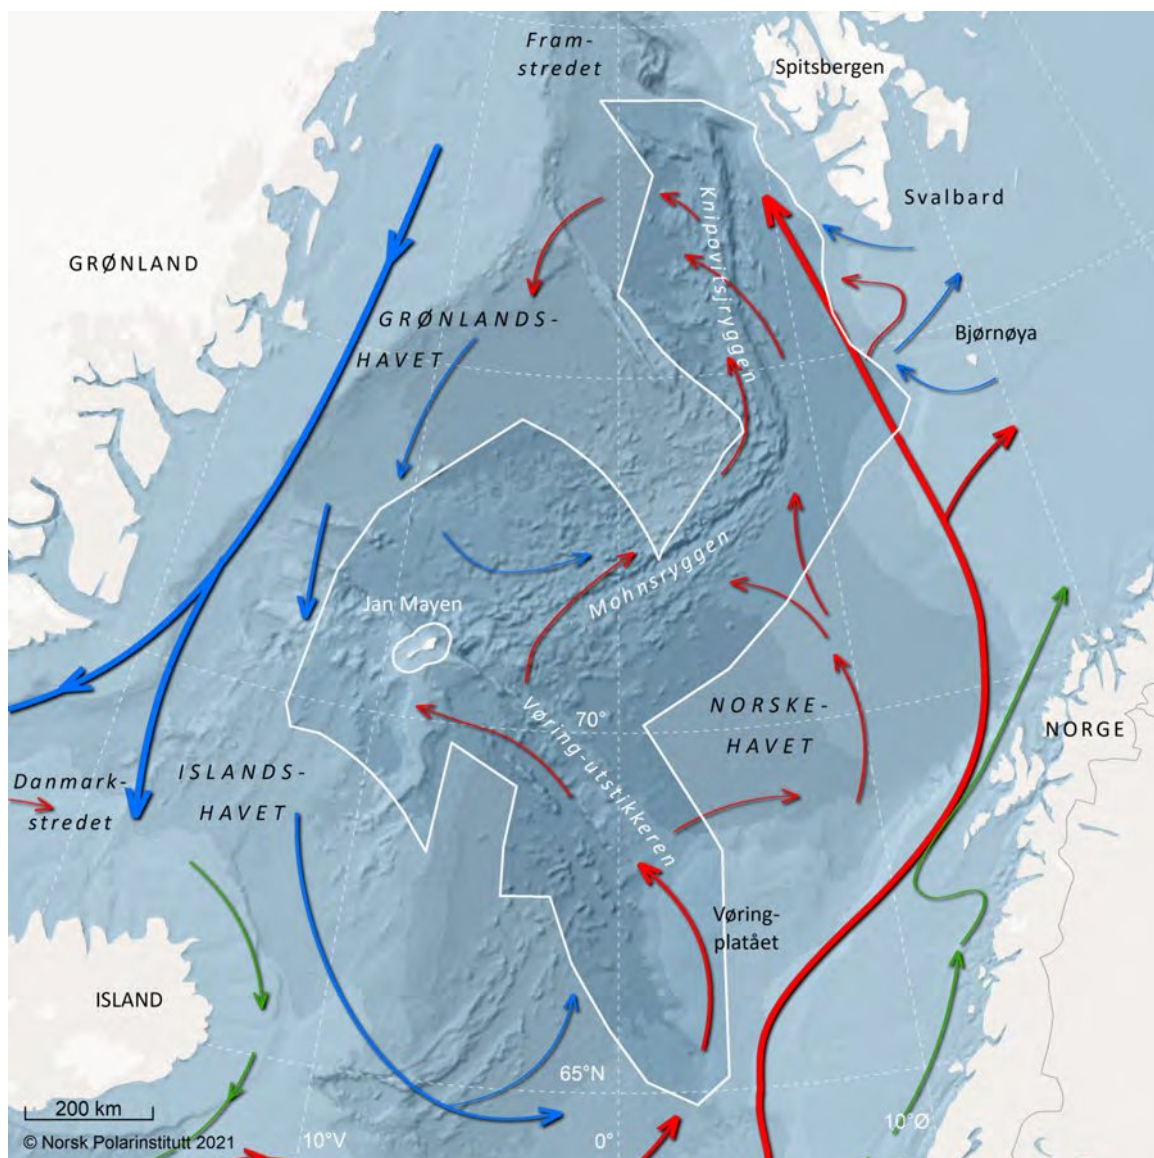 Fram-
stredet
Spitsbergen
Svalbard
Knipovitsjryggen
GRØNLAND
GRØNLANDS-
HAVET
Bjørnøya
Mohnsryggen
Jan Mayen
70°
NORSKE-
HAVET
NORGE
Vøring-utstikkeren
Danmark-
stredet
ISLANDS-
HAVET
Vøring-
platået
ISLAND
65°N
200 km
© Norsk Polarinstitutt 2021
10°V
0°
10°Ø